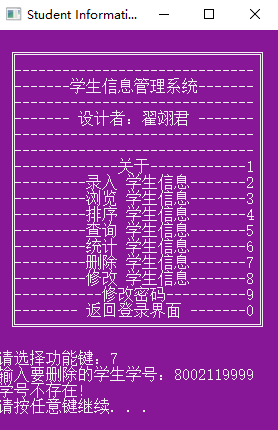 Student Informati...
-----------------------------
-------学生信息管理系统-------
-----------------------------
------- 设计者：翟翊君 -------
-----------------------------
-----------------------------
-------------关于------------1
---------录入 学生信息-------2
---------浏览 学生信息-------3
---------排序 学生信息-------4
---------查询 学生信息-------5
---------统计 学生信息-------6
---------删除 学生信息-------7
---------修改 学生信息-------8
-----------修改密码----------9
--------- 返回登录界面 ------0
请选择功能键：7
输入要删除的学生学号：8002119999
学号不存在!
请按任意键继续. . .